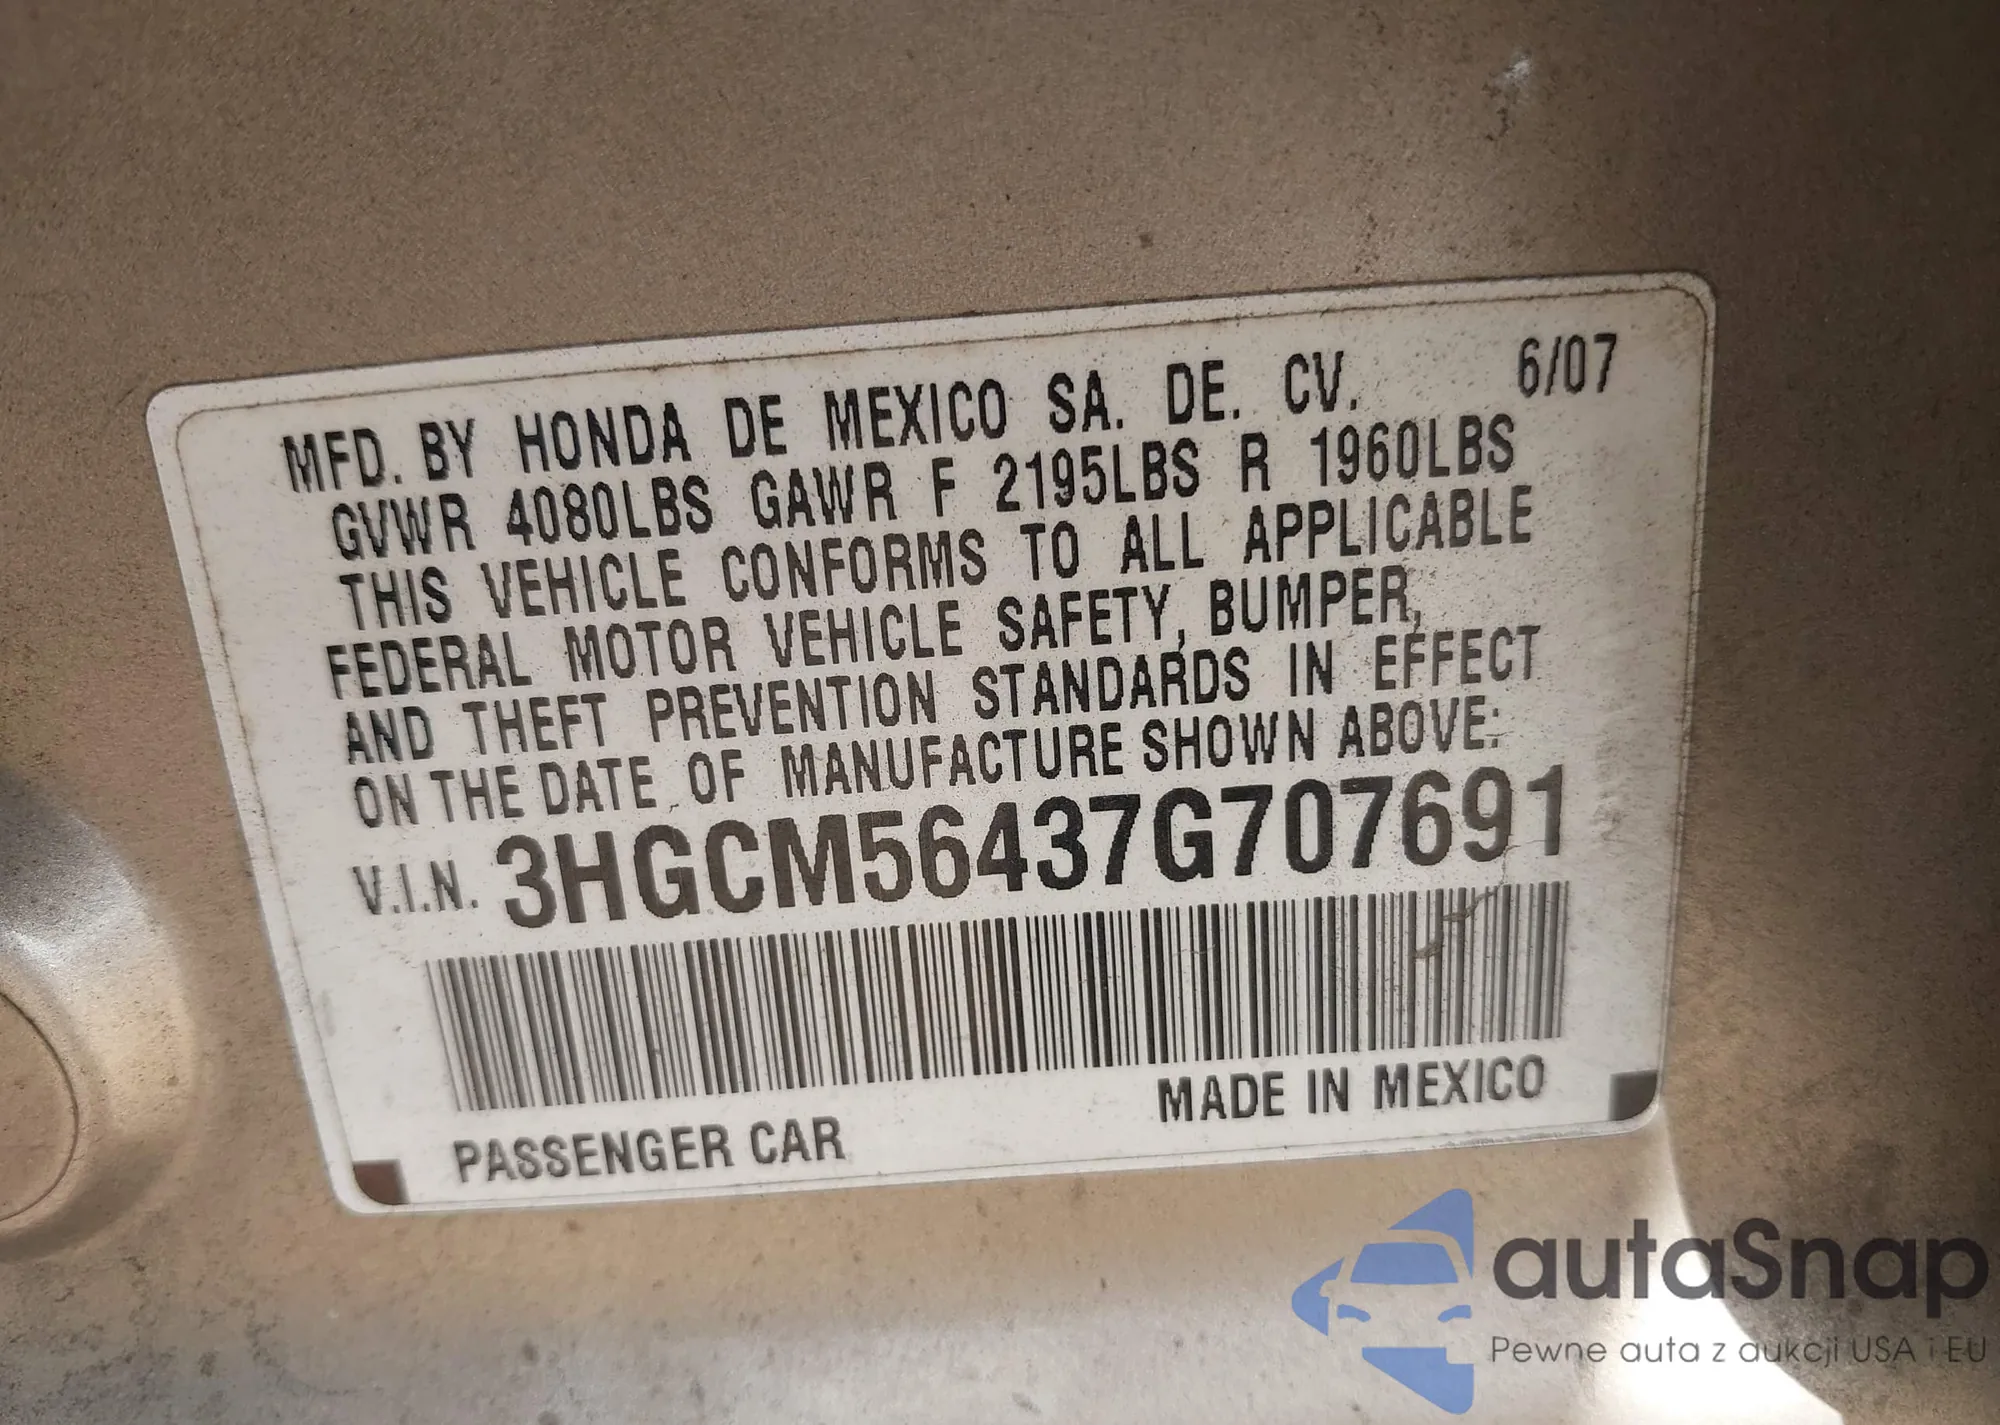 MFD. BY HONDA DE MEXICO SA. DE. CV. 6/07
GVWR 4080LBS GAWR F 2195LBS R 1960LBS
THIS VEHICLE CONFORMS TO ALL APPLICABLE
FEDERAL MOTOR VEHICLE SAFETY, BUMPER,
AND THEFT PREVENTION STANDARDS IN EFFECT
ON THE DATE OF MANUFACTURE SHOWN ABOVE:
V.I.N. 3HGCM56437G707691
PASSENGER CAR MADE IN MEXICO
autaSnap
Pewne auta z aukcji USA i EU